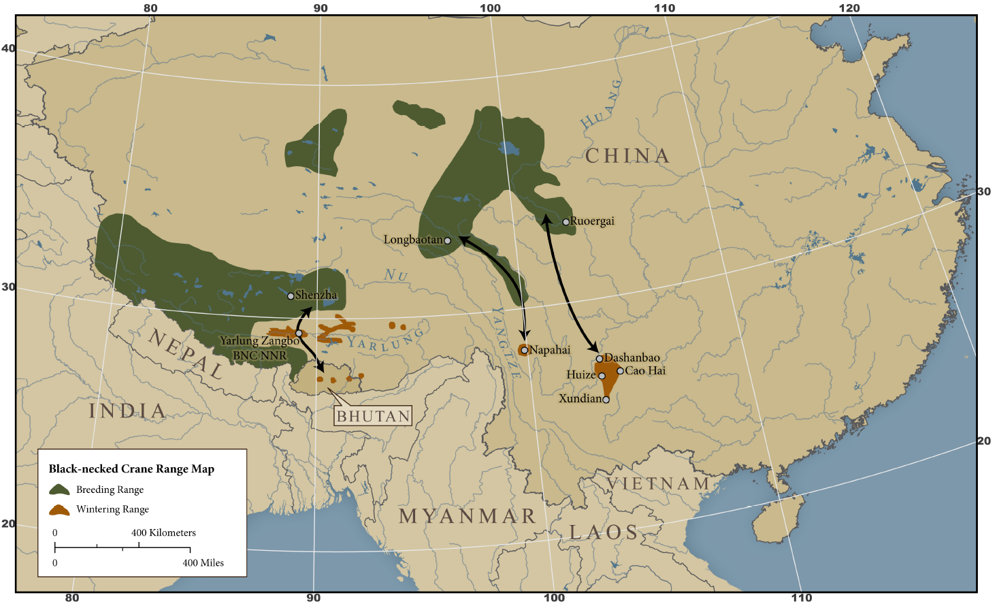 80 90 100 110 120
40
HUANG
CHINA
30
Ruoergai
Longbaotan
NU
30
Shenzha
YANGTZE
NEPAL
Yarlung Zangbo
BNC NNR
YARLUNG
Napahai
Dashanbao
Cao Hai
Huize
Xundian
INDIA
BHUTAN
20
VIETNAM
MYANMAR
LAOS
20
Black-necked Crane Range Map
Breeding Range
Wintering Range
0 400 Kilometers
0 400 Miles
80 90 100 110